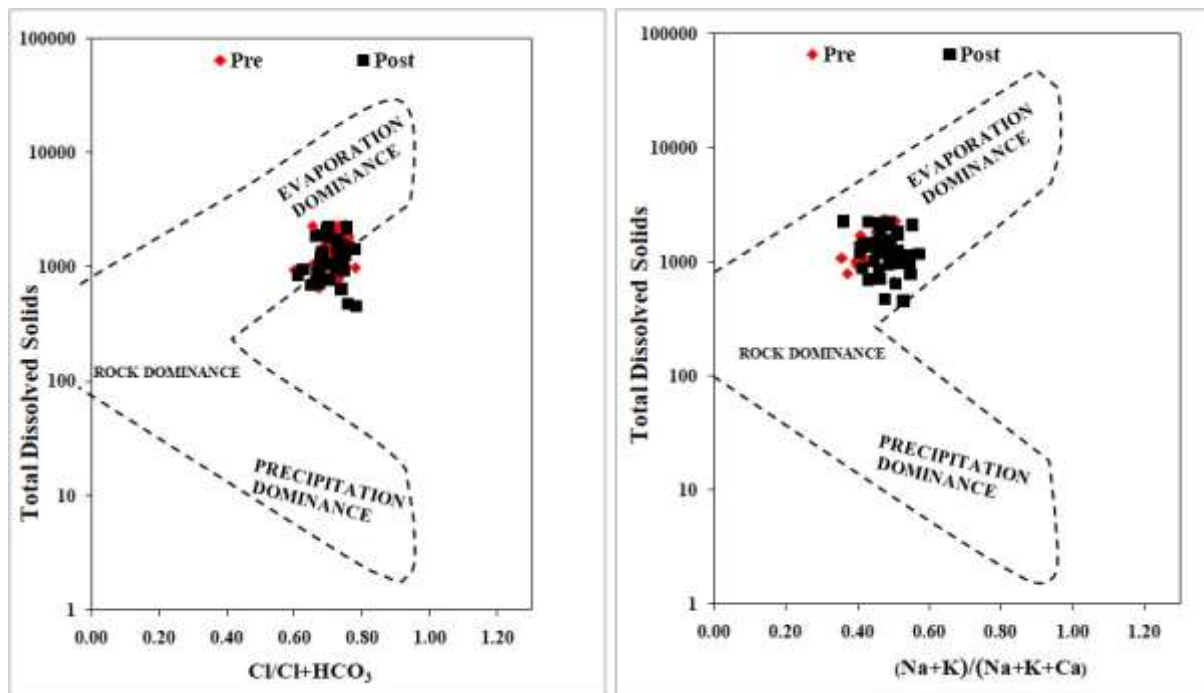 100000
10000
1000
100
10
1
Total Dissolved Solids
Pre
Post
EVAPORATION
DOMINANCE
ROCK DOMINANCE
PRECIPITATION
DOMINANCE
0.00 0.20 0.40 0.60 0.80 1.00 1.20
Cl/Cl+HCO₃
100000
10000
1000
100
10
1
Total Dissolved Solids
Pre
Post
EVAPORATION
DOMINANCE
ROCK DOMINANCE
PRECIPITATION
DOMINANCE
0.00 0.20 0.40 0.60 0.80 1.00 1.20
(Na+K)/(Na+K+Ca)